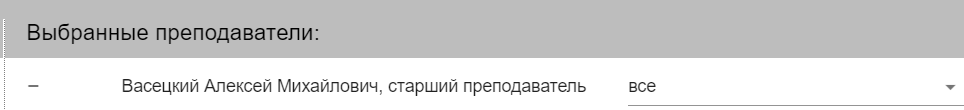 Выбранные преподаватели:
– Васецкий Алексей Михайлович, старший преподаватель все